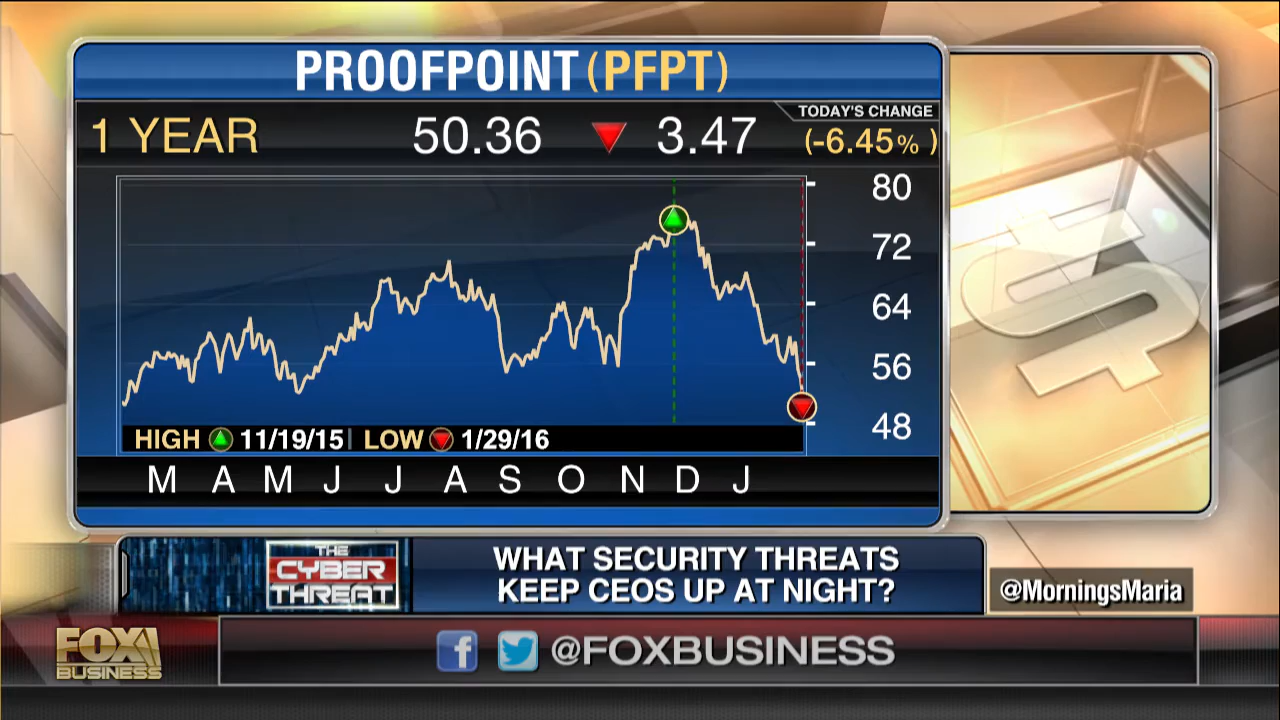 PROOFPOINT (PFPT)
1 YEAR 50.36 3.47 TODAY'S CHANGE (-6.45%)
80
72
64
56
48
HIGH 11/19/15 | LOW 1/29/16
M A M J J A S O N D J
THE CYBER THREAT
WHAT SECURITY THREATS
KEEP CEOS UP AT NIGHT?
@MorningsMaria
FOX
BUSINESS
@FOXBUSINESS